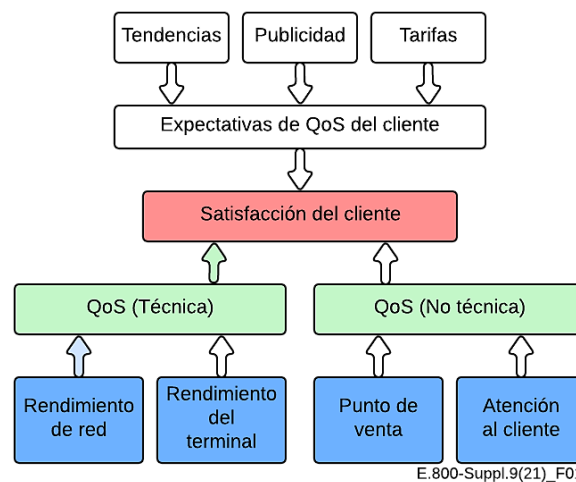 Tendencias
Publicidad
Tarifas
Expectativas de QoS del cliente
Satisfacción del cliente
QoS (Técnica)
QoS (No técnica)
Rendimiento
de red
Rendimiento
del
terminal
Punto de
venta
Atención
al cliente
E.800-Suppl.9(21)_F01